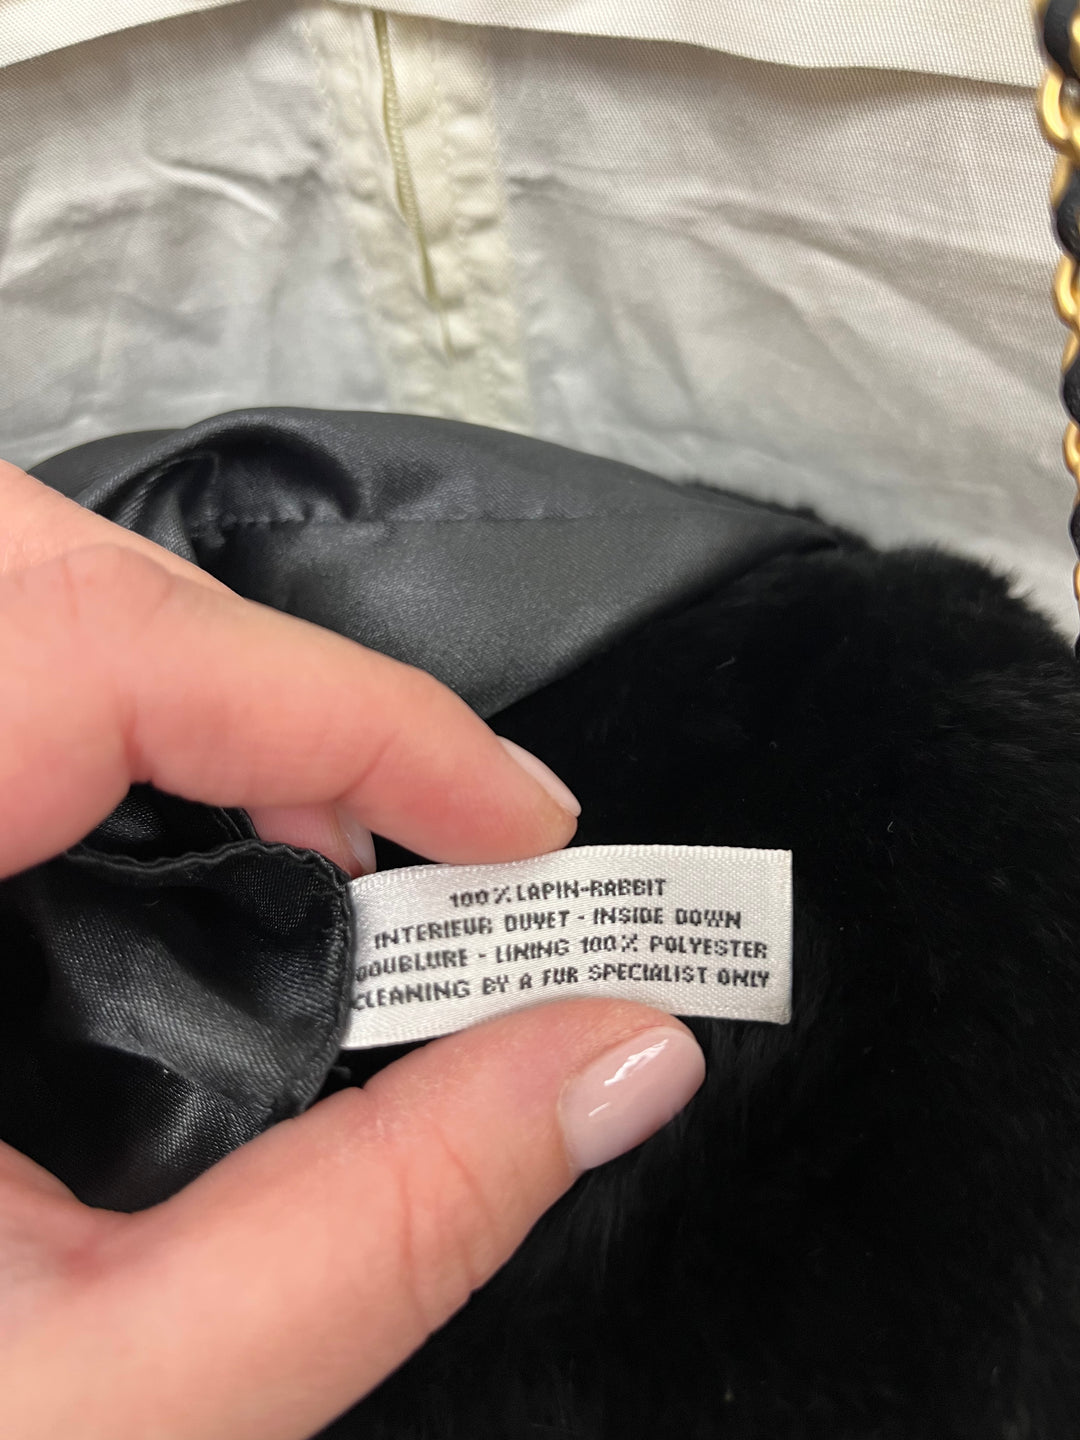 100% LAPIN-RABBIT
INTERIEUR DUVET - INSIDE DOWN
DOUBLURE - LINING 100% POLYESTER
CLEANING BY A FUR SPECIALIST ONLY